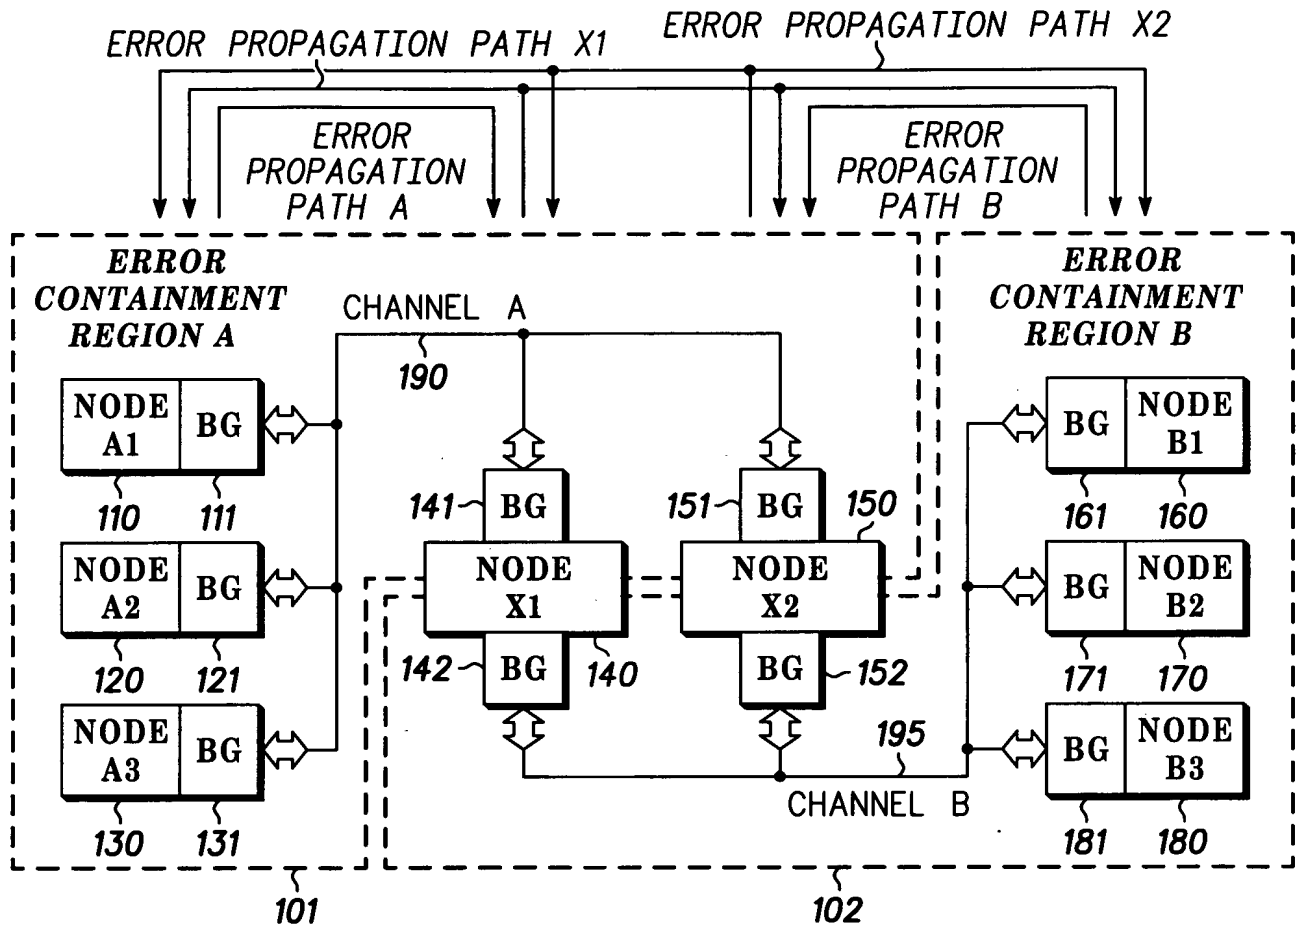 ERROR PROPAGATION PATH X1
ERROR PROPAGATION PATH X2
ERROR
PROPAGATION
PATH A
ERROR
PROPAGATION
PATH B
ERROR
CONTAINMENT
REGION A
ERROR
CONTAINMENT
REGION B
CHANNEL A
190
NODE
A1
BG
110
111
NODE
A2
BG
120
121
NODE
A3
BG
130
131
141
BG
NODE
X1
142
BG
140
151
BG
150
NODE
X2
BG
152
BG
NODE
B1
161
160
BG
NODE
B2
171
170
BG
NODE
B3
181
180
195
CHANNEL B
101
102